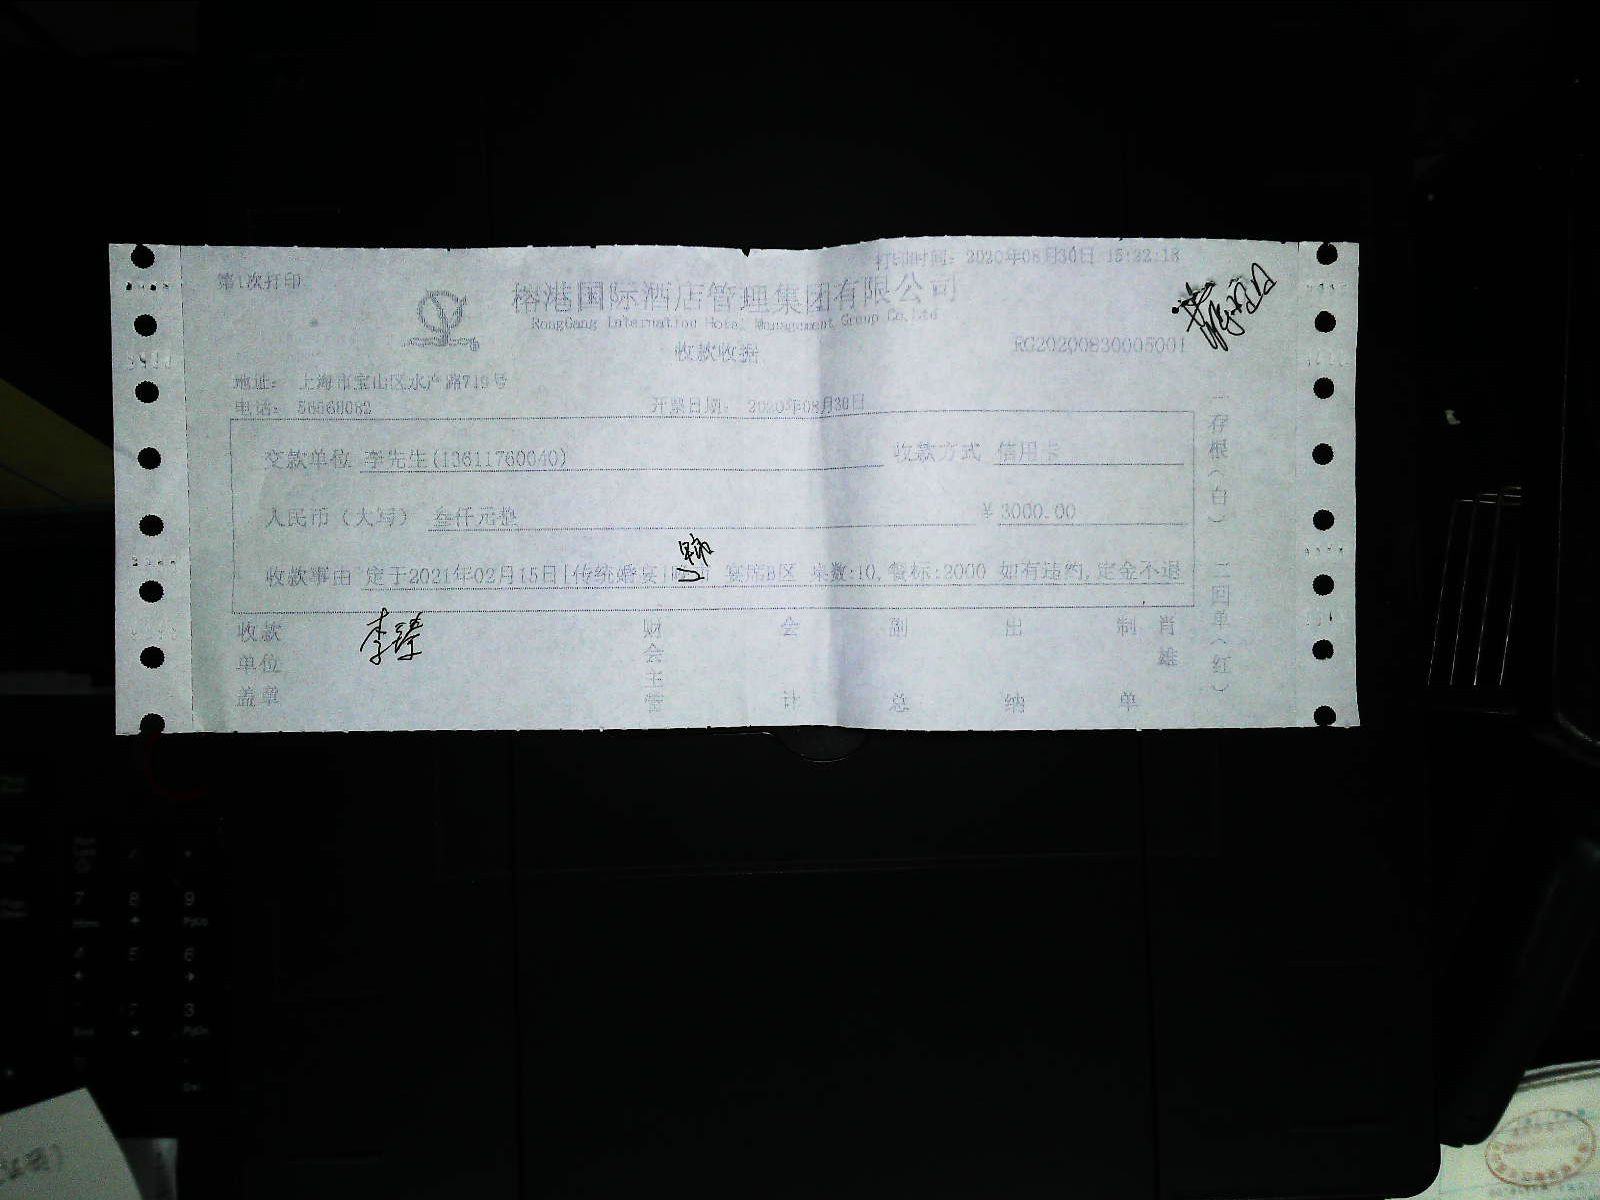 第1次打印
打印时间: 2020年08月30日 15:22:18
榕港国际酒店管理集团有限公司
RongGang Internation Hotel Management Group Co.Ltd
收款收据
RG20200830005001
地址: 上海市宝山区水产路719号
电话: 56568082
开票日期: 2020年08月30日
交款单位 李先生(13611760040) 收款方式 信用卡
人民币(大写) 叁仟元整 ¥ 3000.00
收款事由 定于2021年02月15日|传统婚宴| 宴席B区 桌数:10,餐标:2000 如有违约,定金不退
一存根(白) 二回单(红)
收款单位盖章 李臻 财会主管 会计 副总 出纳 制单 肖雄